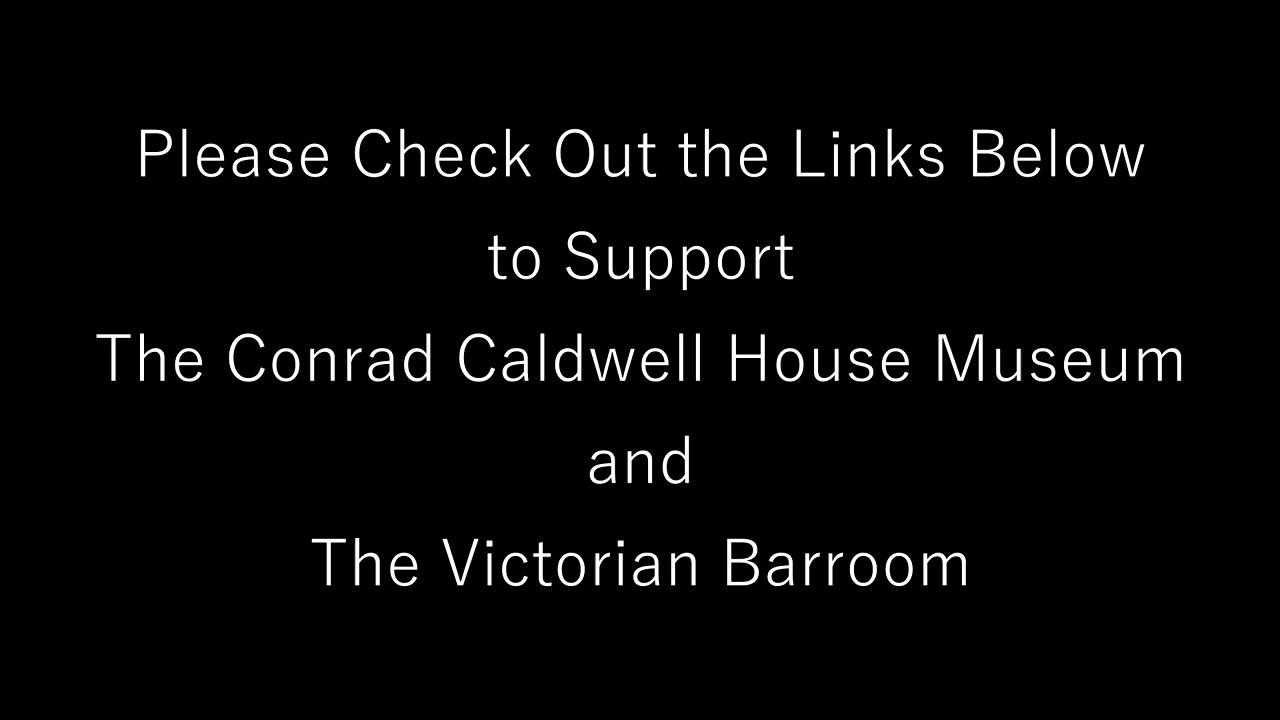 Please Check Out the Links Below
to Support
The Conrad Caldwell House Museum
and
The Victorian Barroom